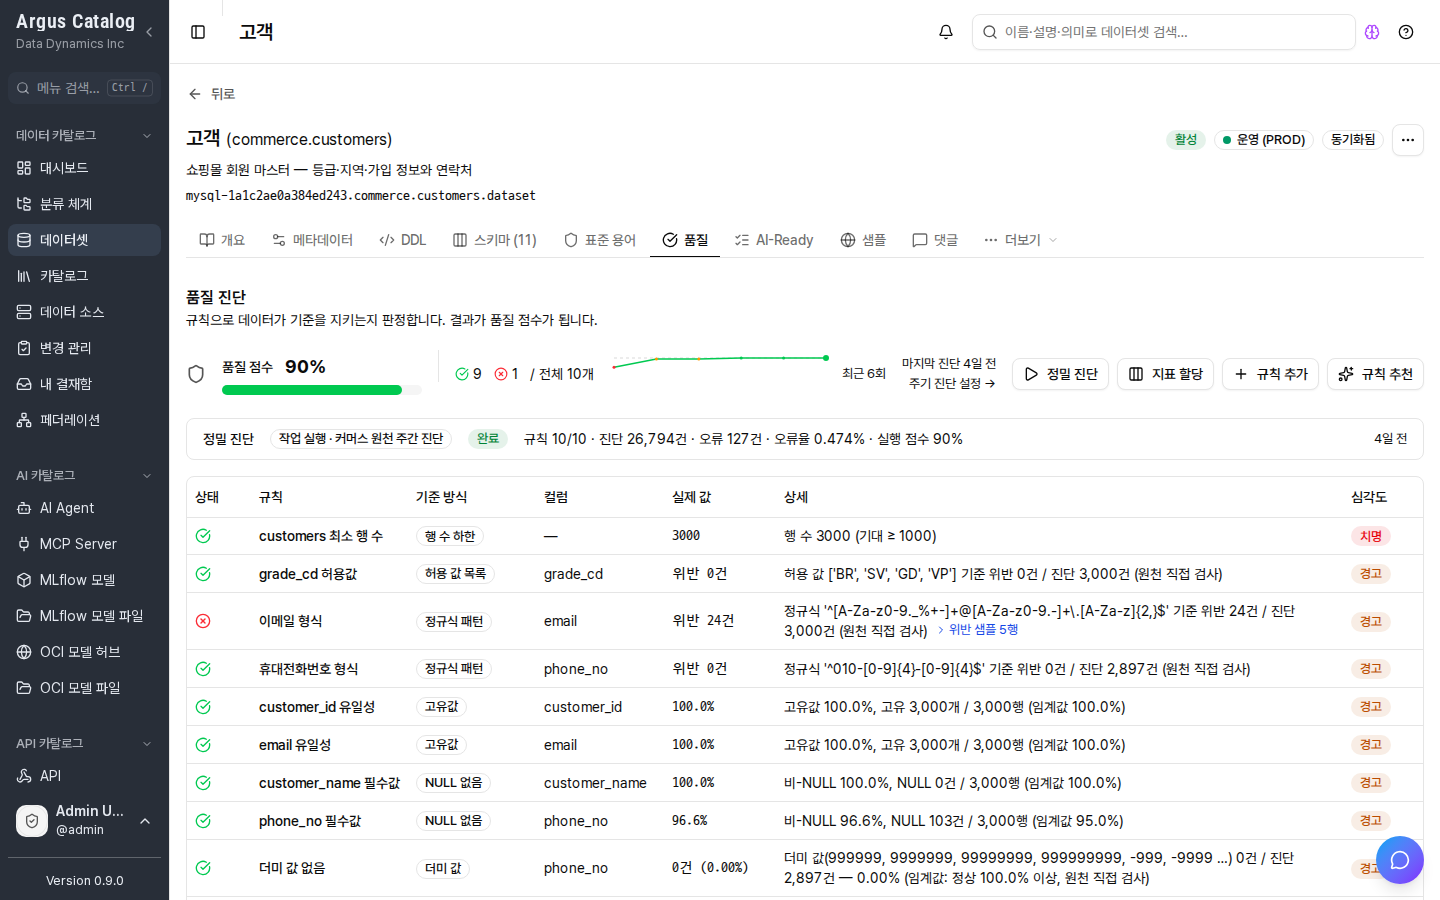 Argus Catalog
Data Dynamics Inc
메뉴 검색... Ctrl /
데이터 카탈로그
대시보드
분류 체계
데이터셋
카탈로그
데이터 소스
변경 관리
내 결재함
페더레이션
AI 카탈로그
AI Agent
MCP Server
MLflow 모델
MLflow 모델 파일
OCI 모델 허브
OCI 모델 파일
API 카탈로그
API
Admin U...
@admin
Version 0.9.0
고객
이름·설명·의미로 데이터셋 검색...
뒤로
고객 (commerce.customers)
활성 운영 (PROD) 동기화됨
쇼핑몰 회원 마스터 — 등급·지역·가입 정보와 연락처
mysql-1a1c2ae0a384ed243.commerce.customers.dataset
개요 메타데이터 DDL 스키마 (11) 표준 용어 품질 AI-Ready 샘플 댓글 더보기
품질 진단
규칙으로 데이터가 기준을 지키는지 판정합니다. 결과가 품질 점수가 됩니다.
품질 점수 90%
9 1 / 전체 10개
최근 6회
마지막 진단 4일 전
주기 진단 설정 →
정밀 진단 지표 할당 규칙 추가 규칙 추천
정밀 진단 작업 실행 · 커머스 원천 주간 진단 완료 규칙 10/10 · 진단 26,794건 · 오류 127건 · 오류율 0.474% · 실행 점수 90% 4일 전
상태 규칙 기준 방식 컬럼 실제 값 상세 심각도
customers 최소 행 수 행 수 하한 — 3000 행 수 3000 (기대 ≥ 1000) 치명
grade_cd 허용값 허용 값 목록 grade_cd 위반 0건 허용 값 ['BR', 'SV', 'GD', 'VP'] 기준 위반 0건 / 진단 3,000건 (원천 직접 검사) 경고
이메일 형식 정규식 패턴 email 위반 24건 정규식 '^[A-Za-z0-9._%+-]+@[A-Za-z0-9.-]+\.[A-Za-z]{2,}$' 기준 위반 24건 / 진단 3,000건 (원천 직접 검사) 위반 샘플 5행 경고
휴대전화번호 형식 정규식 패턴 phone_no 위반 0건 정규식 '^010-[0-9]{4}-[0-9]{4}$' 기준 위반 0건 / 진단 2,897건 (원천 직접 검사) 경고
customer_id 유일성 고유값 customer_id 100.0% 고유값 100.0%, 고유 3,000개 / 3,000행 (임계값 100.0%) 경고
email 유일성 고유값 email 100.0% 고유값 100.0%, 고유 3,000개 / 3,000행 (임계값 100.0%) 경고
customer_name 필수값 NULL 없음 customer_name 100.0% 비-NULL 100.0%, NULL 0건 / 3,000행 (임계값 100.0%) 경고
phone_no 필수값 NULL 없음 phone_no 96.6% 비-NULL 96.6%, NULL 103건 / 3,000행 (임계값 95.0%) 경고
더미 값 없음 더미 값 phone_no 0건 (0.00%) 더미 값(999999, 9999999, 99999999, 999999999, -999, -9999 ...) 0건 / 진단 2,897건 — 0.00% (임계값: 정상 100.0% 이상, 원천 직접 검사)